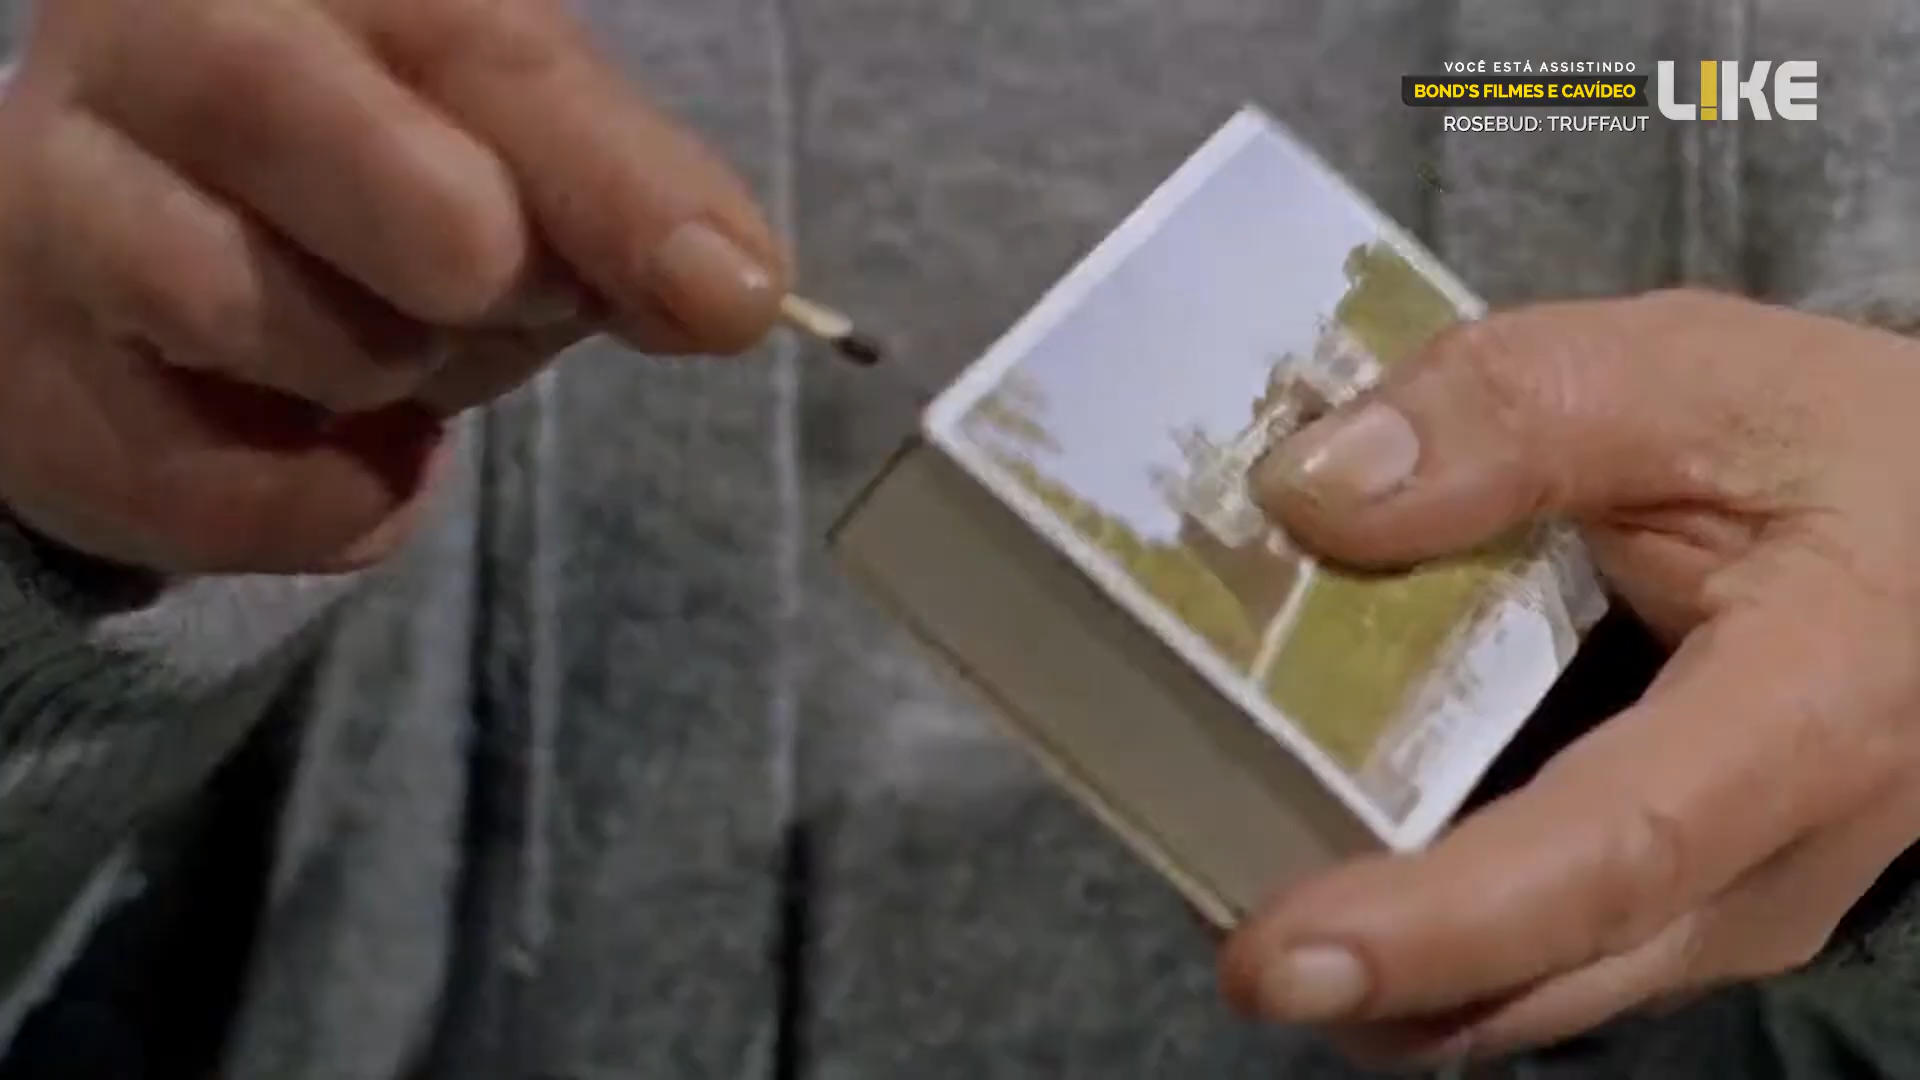 VOCÊ ESTÁ ASSISTINDO
BOND'S FILMES E CAVÍDEO
ROSEBUD: TRUFFAUT
L!KE